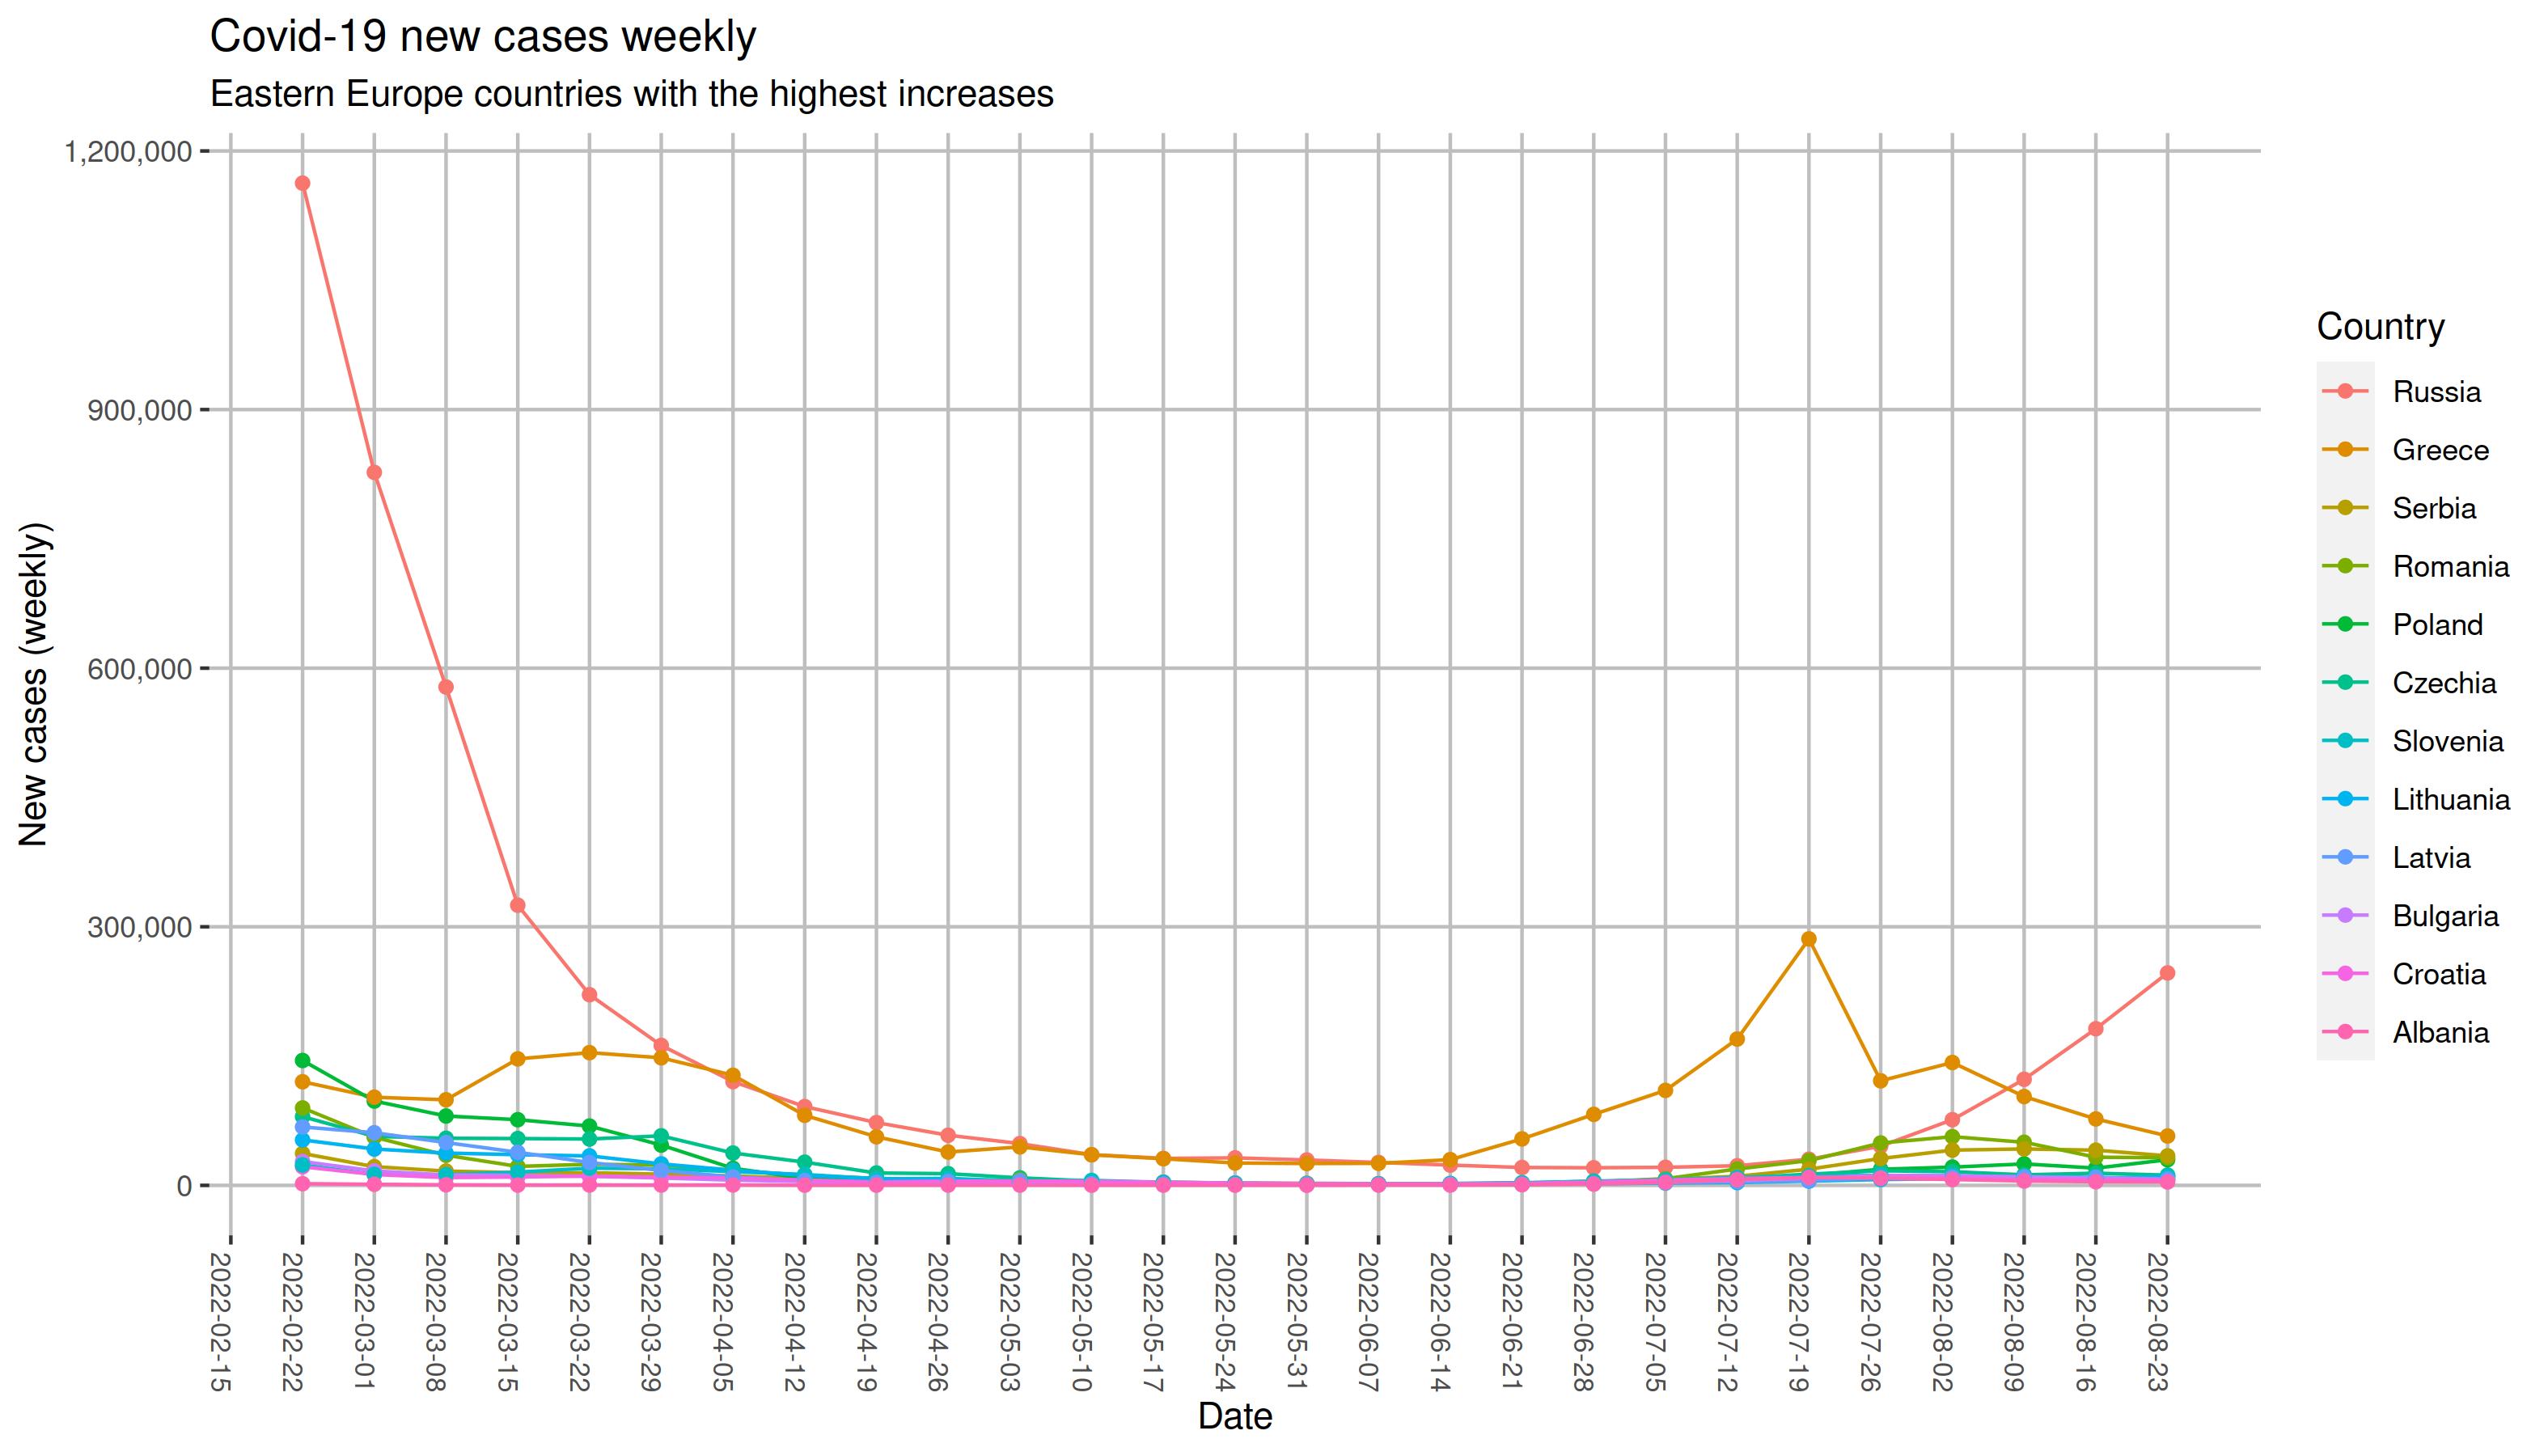 Covid-19 new cases weekly
Eastern Europe countries with the highest increases
New cases (weekly)
1,200,000
900,000
600,000
300,000
0
2022-02-15
2022-02-22
2022-03-01
2022-03-08
2022-03-15
2022-03-22
2022-03-29
2022-04-05
2022-04-12
2022-04-19
2022-04-26
2022-05-03
2022-05-10
2022-05-17
2022-05-24
2022-05-31
2022-06-07
2022-06-14
2022-06-21
2022-06-28
2022-07-05
2022-07-12
2022-07-19
2022-07-26
2022-08-02
2022-08-09
2022-08-16
2022-08-23
Date
Country
Russia
Greece
Serbia
Romania
Poland
Czechia
Slovenia
Lithuania
Latvia
Bulgaria
Croatia
Albania